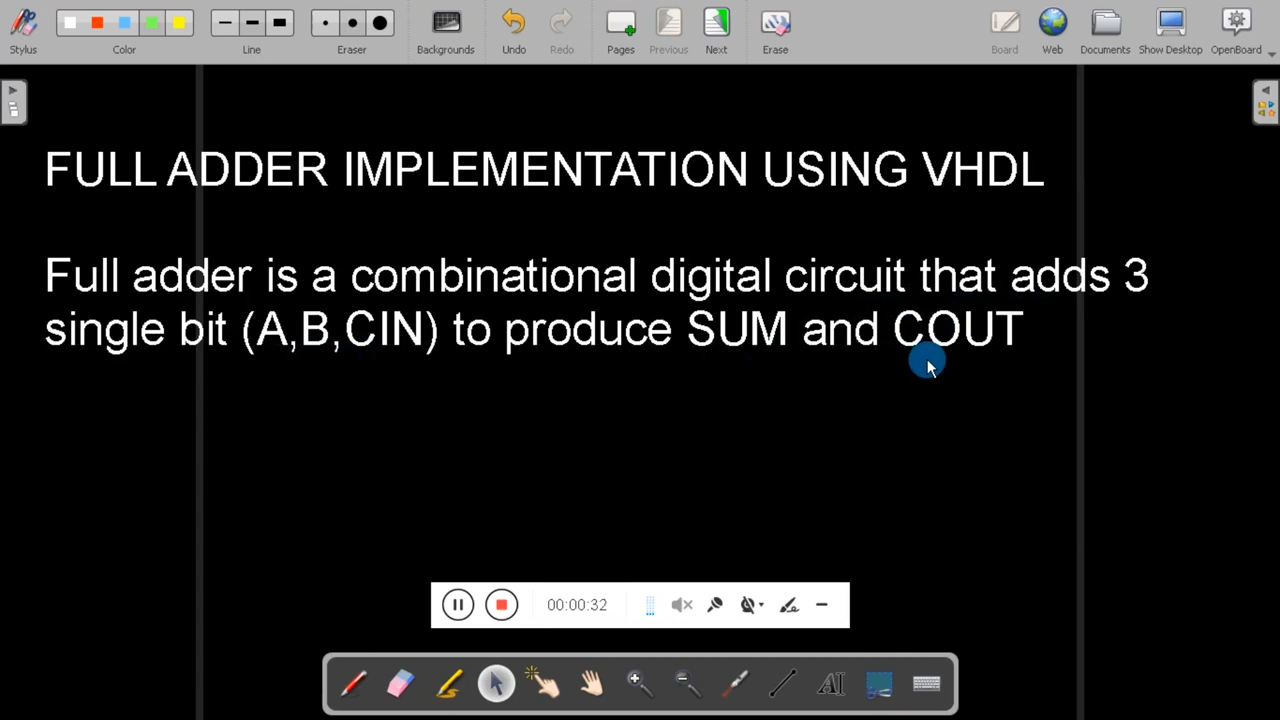 Stylus Color Line Eraser Backgrounds Undo Redo Pages Previous Next Erase Board Web Documents Show Desktop OpenBoard
FULL ADDER IMPLEMENTATION USING VHDL
Full adder is a combinational digital circuit that adds 3
single bit (A,B,CIN) to produce SUM and COUT
00:00:32
AI